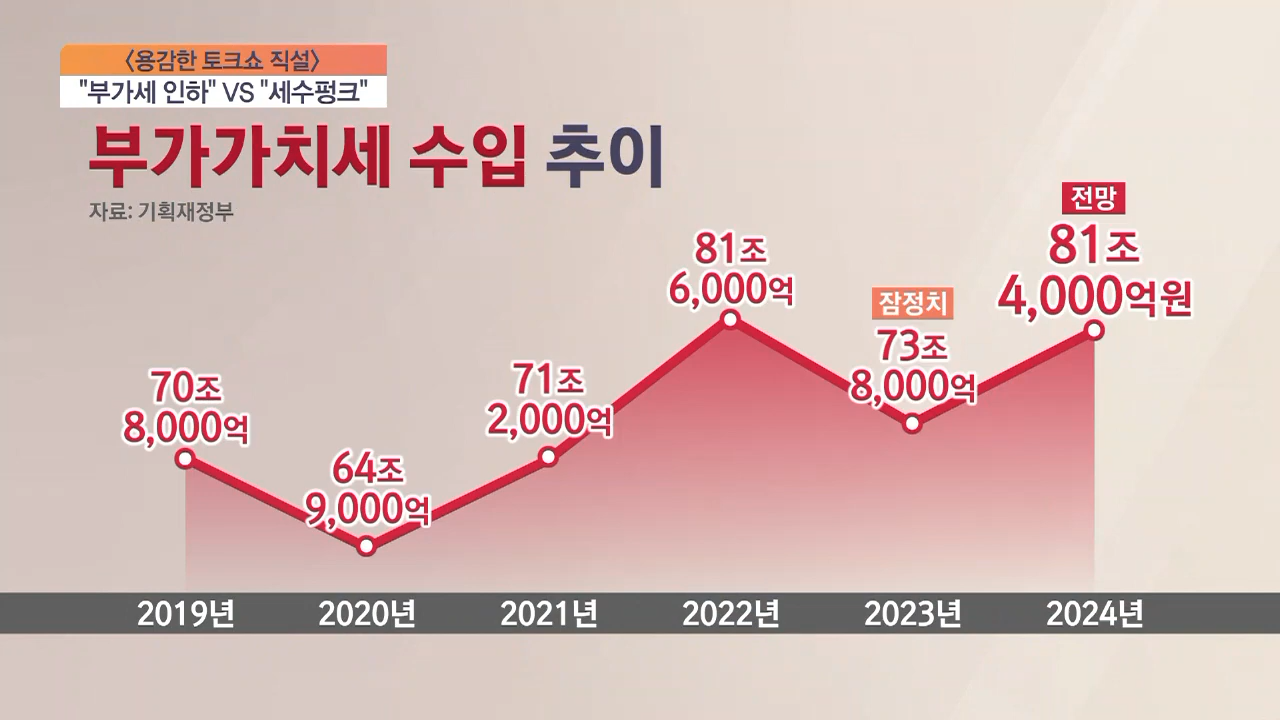 〈용감한 토크쇼 직설〉
"부가세 인하" VS "세수펑크"
부가가치세 수입 추이
자료: 기획재정부
70조
8,000억
64조
9,000억
71조
2,000억
81조
6,000억
잠정치
73조
8,000억
전망
81조
4,000억원
2019년 2020년 2021년 2022년 2023년 2024년